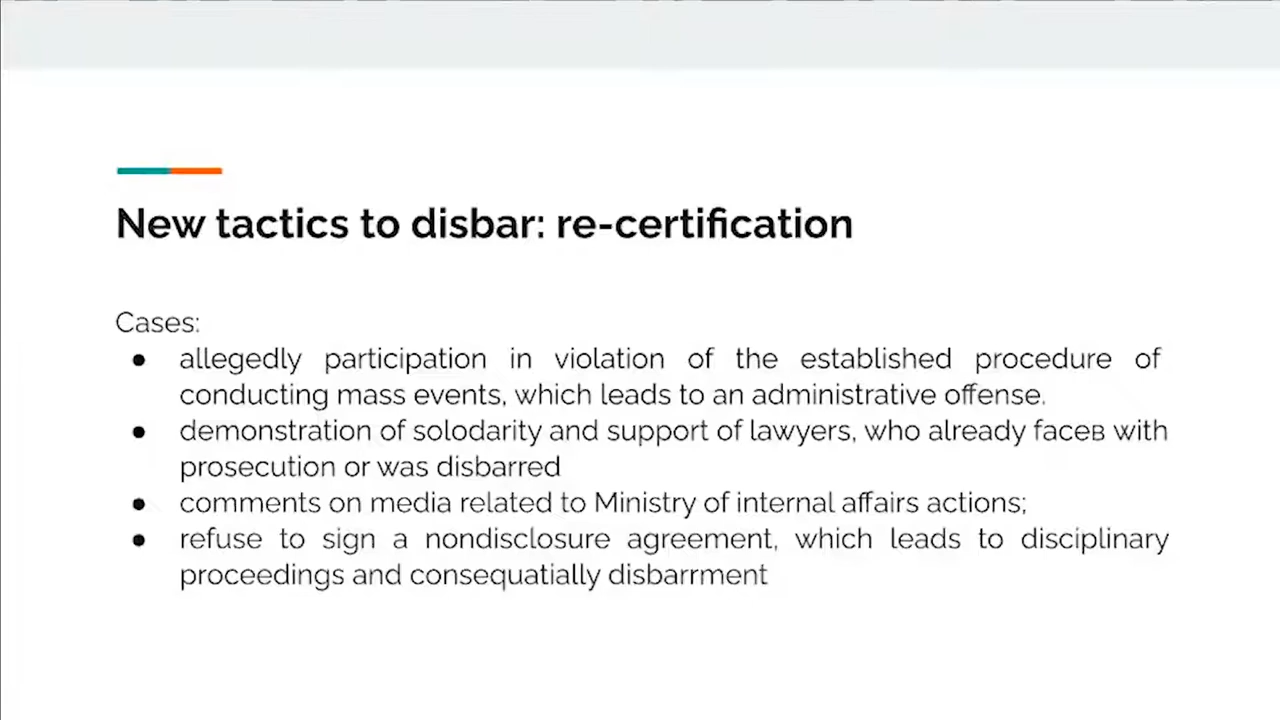 New tactics to disbar: re-certification
Cases:
● allegedly participation in violation of the established procedure of
conducting mass events, which leads to an administrative offense.
● demonstration of solodarity and support of lawyers, who already faceв with
prosecution or was disbarred
● comments on media related to Ministry of internal affairs actions;
● refuse to sign a nondisclosure agreement, which leads to disciplinary
proceedings and consequatially disbarrment